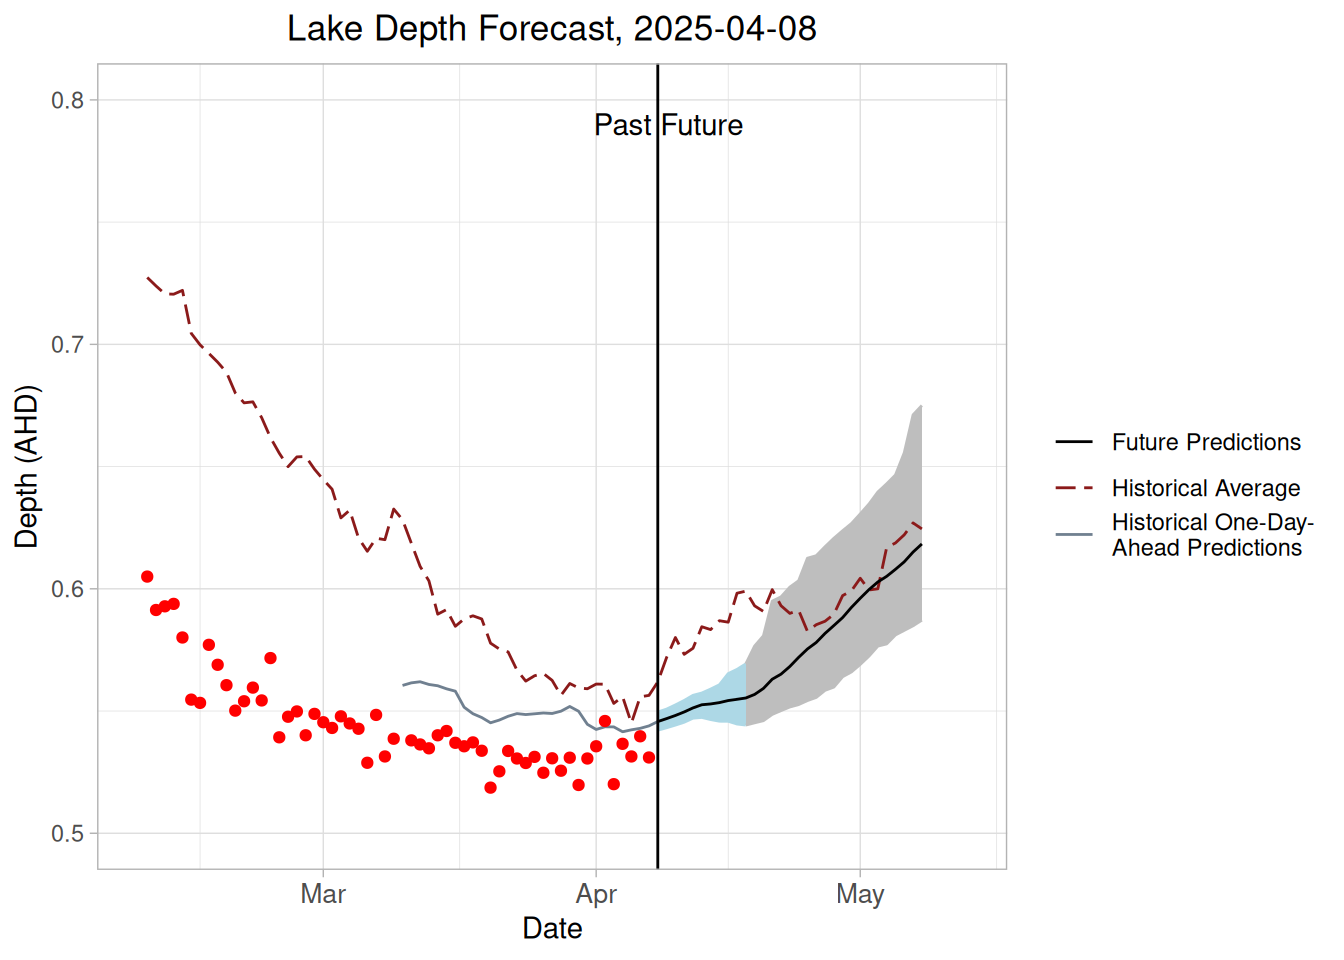 Lake Depth Forecast, 2025-04-08
Past Future
0.8
0.7
0.6
0.5
Depth (AHD)
Mar
Apr
May
Date
Future Predictions
Historical Average
Historical One-Day-
Ahead Predictions